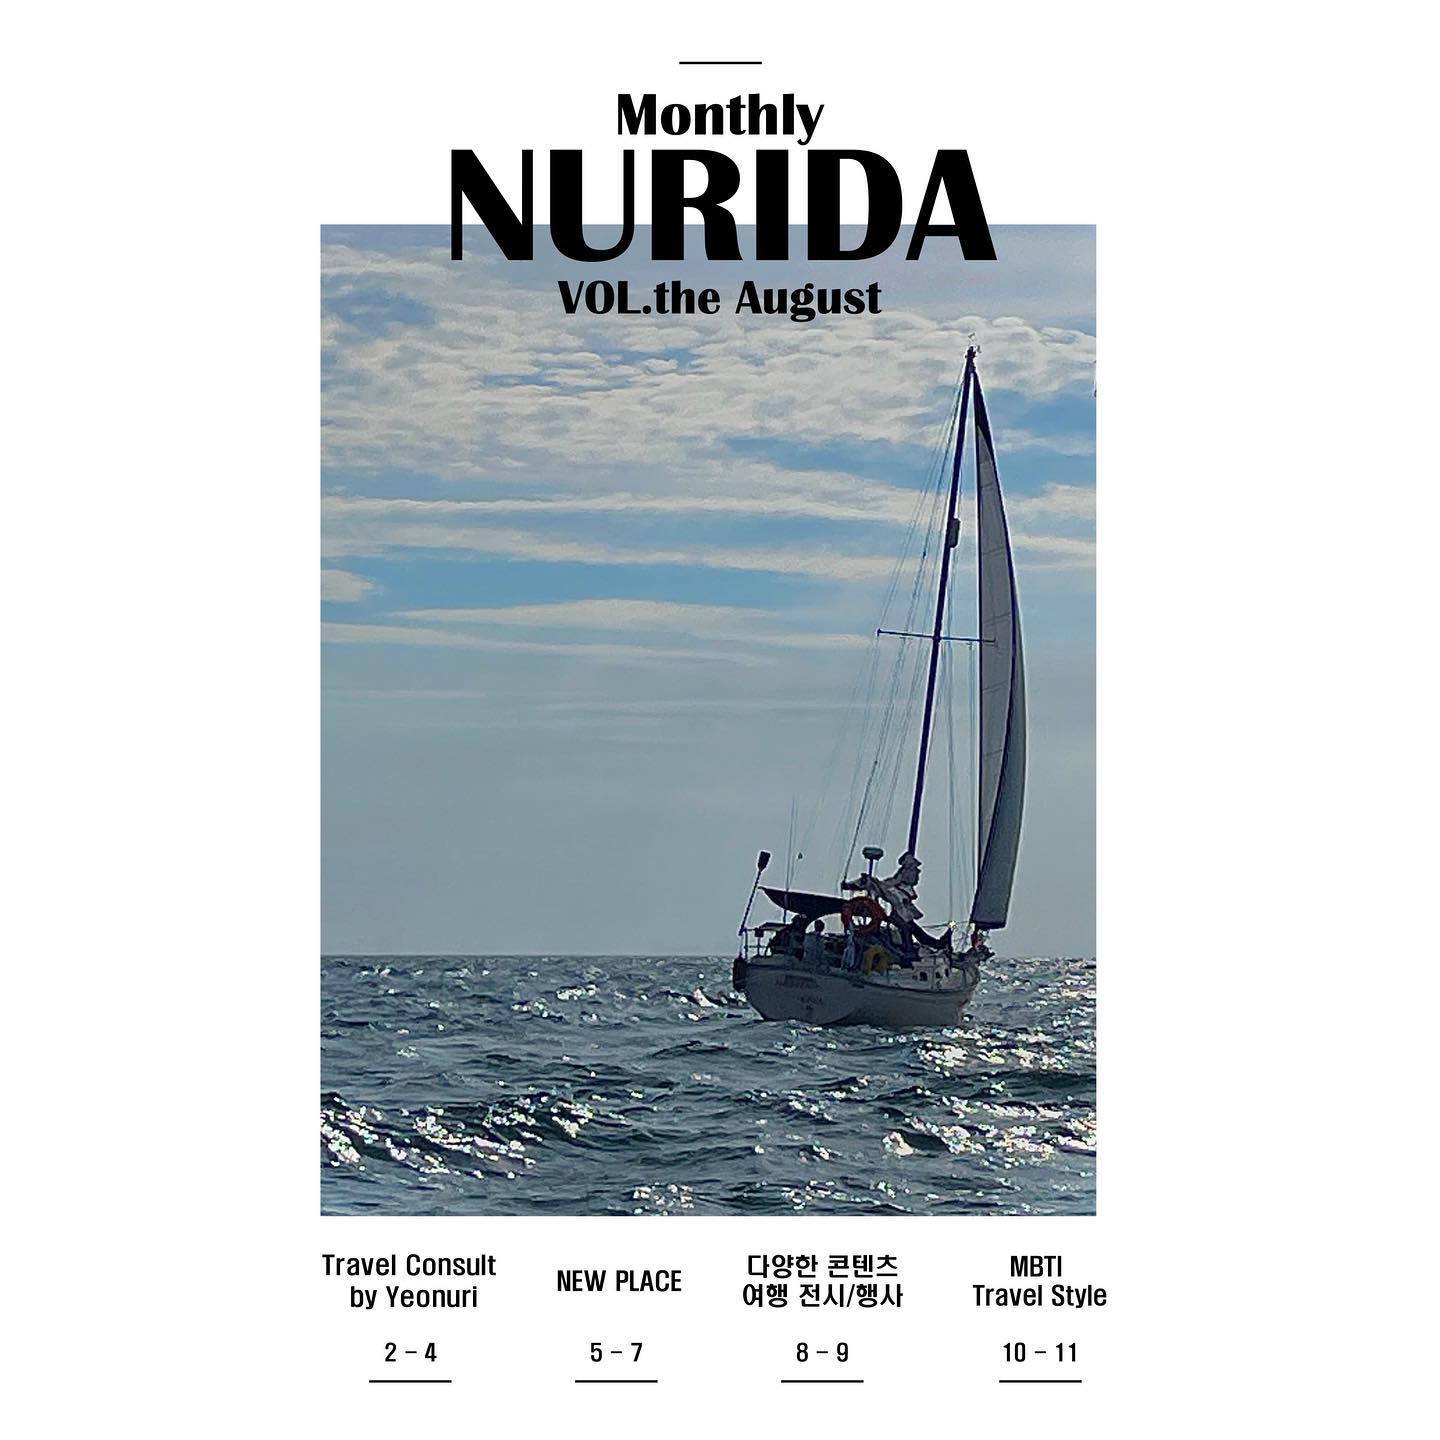 Monthly
NURIDA
VOL.the August
Travel Consult
by Yeonuri
2 – 4
NEW PLACE
5 – 7
다양한 콘텐츠
여행 전시/행사
8 – 9
MBTI
Travel Style
10 – 11